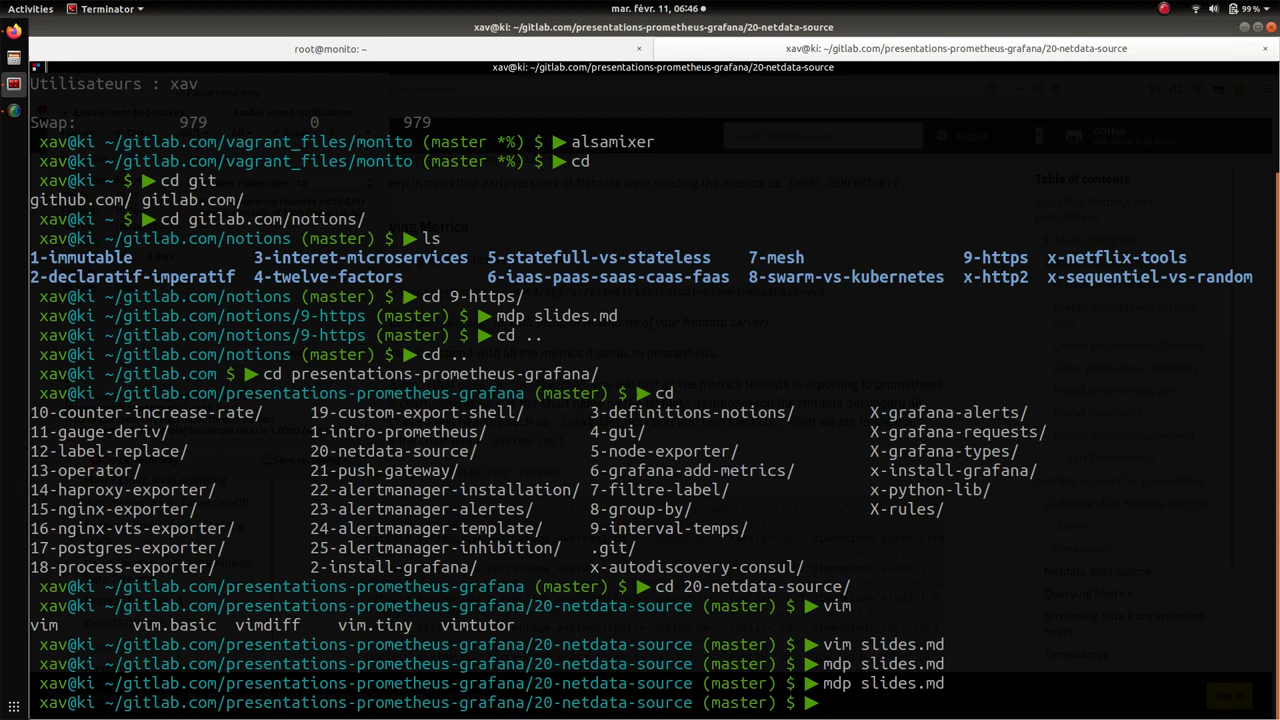 Activities Terminator mar. févr. 11, 06:46 99 %
xav@ki: ~/gitlab.com/presentations-prometheus-grafana/20-netdata-source
root@monito: ~ × xav@ki: ~/gitlab.com/presentations-prometheus-grafana/20-netdata-source ×
xav@ki: ~/gitlab.com/presentations-prometheus-grafana/20-netdata-source
Utilisateurs : xav
Swap: 979 0 979
xav@ki ~/gitlab.com/vagrant_files/monito (master *%) $ ▶alsamixer
xav@ki ~/gitlab.com/vagrant_files/monito (master *%) $ ▶cd
xav@ki ~ $ ▶cd git
github.com/ gitlab.com/
xav@ki ~ $ ▶cd gitlab.com/notions/
xav@ki ~/gitlab.com/notions (master) $ ▶ls
1-immutable 3-interet-microservices 5-statefull-vs-stateless 7-mesh 9-https x-netflix-tools
2-declaratif-imperatif 4-twelve-factors 6-iaas-paas-saas-caas-faas 8-swarm-vs-kubernetes x-http2 x-sequentiel-vs-random
xav@ki ~/gitlab.com/notions (master) $ ▶cd 9-https/
xav@ki ~/gitlab.com/notions/9-https (master) $ ▶mdp slides.md
xav@ki ~/gitlab.com/notions/9-https (master) $ ▶cd ..
xav@ki ~/gitlab.com/notions (master) $ ▶cd ..
xav@ki ~/gitlab.com $ ▶cd presentations-prometheus-grafana/
xav@ki ~/gitlab.com/presentations-prometheus-grafana (master) $ ▶cd
10-counter-increase-rate/ 19-custom-export-shell/ 3-definitions-notions/ X-grafana-alerts/
11-gauge-deriv/ 1-intro-prometheus/ 4-gui/ X-grafana-requests/
12-label-replace/ 20-netdata-source/ 5-node-exporter/ X-grafana-types/
13-operator/ 21-push-gateway/ 6-grafana-add-metrics/ x-install-grafana/
14-haproxy-exporter/ 22-alertmanager-installation/ 7-filtre-label/ x-python-lib/
15-nginx-exporter/ 23-alertmanager-alertes/ 8-group-by/ X-rules/
16-nginx-vts-exporter/ 24-alertmanager-template/ 9-interval-temps/
17-postgres-exporter/ 25-alertmanager-inhibition/ .git/
18-process-exporter/ 2-install-grafana/ x-autodiscovery-consul/
xav@ki ~/gitlab.com/presentations-prometheus-grafana (master) $ ▶cd 20-netdata-source/
xav@ki ~/gitlab.com/presentations-prometheus-grafana/20-netdata-source (master) $ ▶vim
vim vim.basic vimdiff vim.tiny vimtutor
xav@ki ~/gitlab.com/presentations-prometheus-grafana/20-netdata-source (master) $ ▶vim slides.md
xav@ki ~/gitlab.com/presentations-prometheus-grafana/20-netdata-source (master) $ ▶mdp slides.md
xav@ki ~/gitlab.com/presentations-prometheus-grafana/20-netdata-source (master) $ ▶mdp slides.md
xav@ki ~/gitlab.com/presentations-prometheus-grafana/20-netdata-source (master) $ ▶